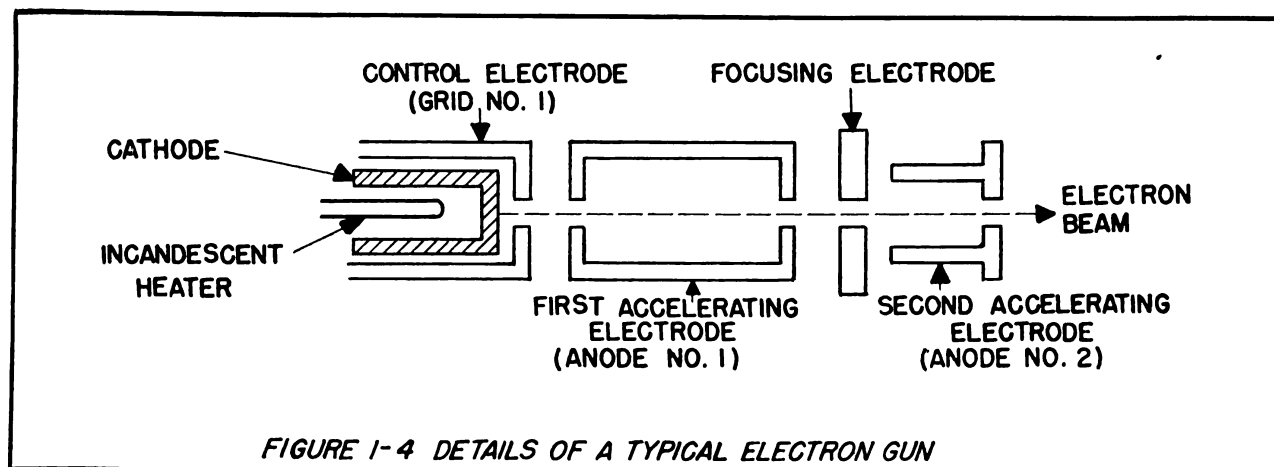 CONTROL ELECTRODE
(GRID NO. 1)
FOCUSING ELECTRODE
CATHODE
INCANDESCENT
HEATER
ELECTRON
BEAM
FIRST ACCELERATING
ELECTRODE
(ANODE NO. 1)
SECOND ACCELERATING
ELECTRODE
(ANODE NO. 2)
FIGURE 1-4 DETAILS OF A TYPICAL ELECTRON GUN